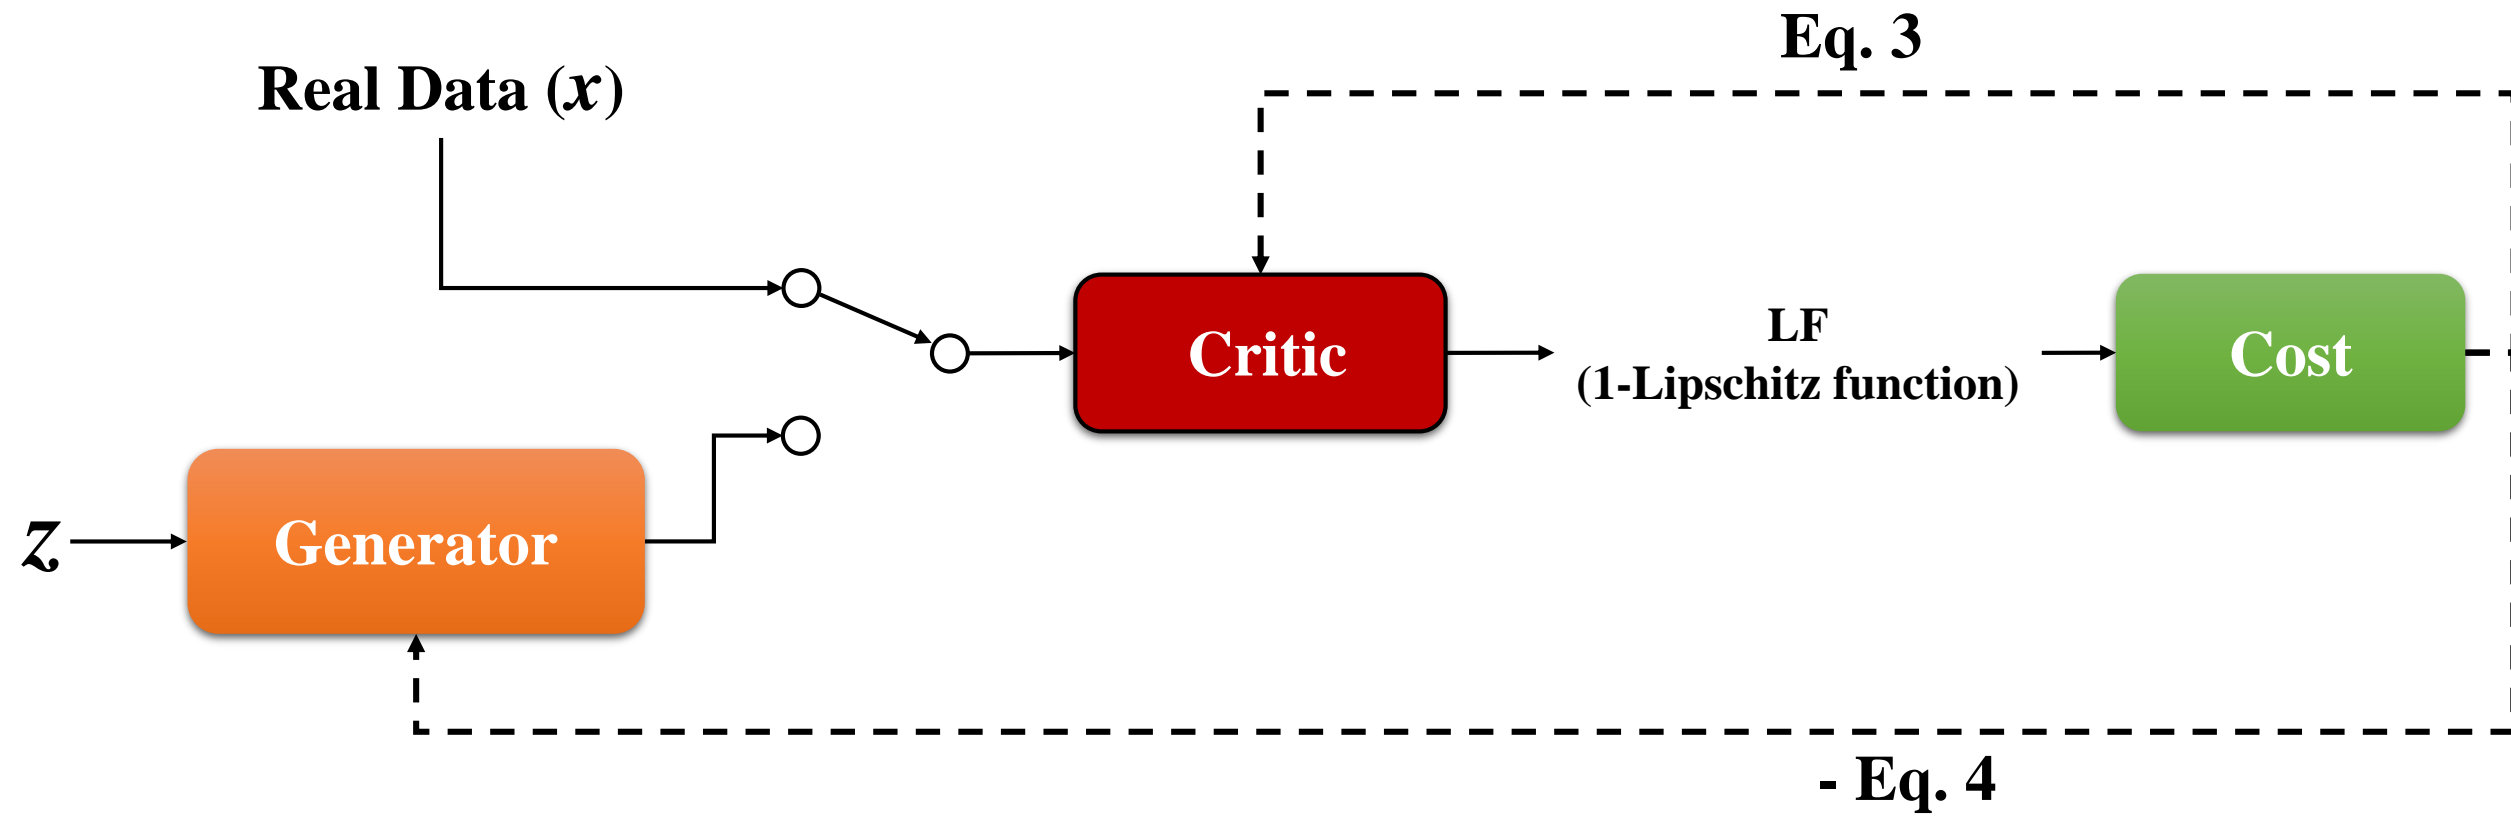 Eq. 3
Real Data (x)
LF
(1-Lipschitz function)
Critic
Cost
z
Generator
- Eq. 4